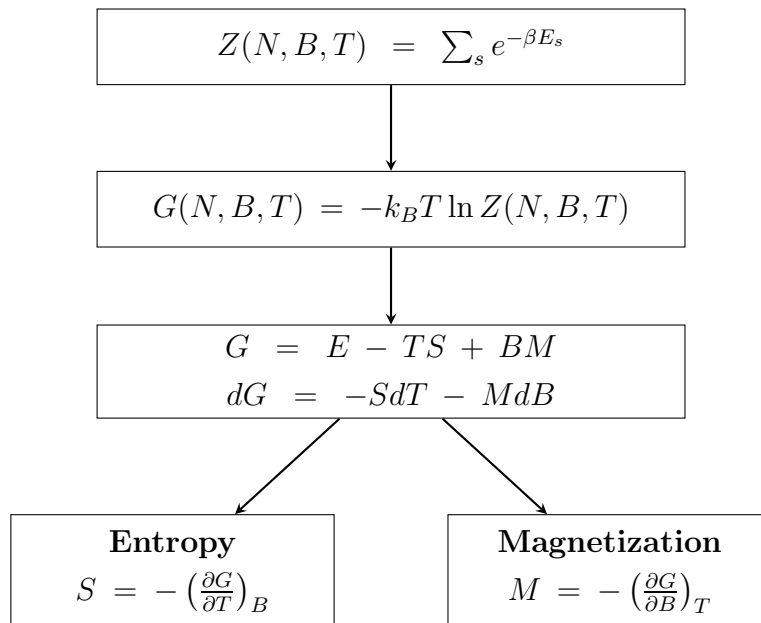 Z(N, B, T) = ∑_s e^{−βE_s}
G(N, B, T) = −k_B T ln Z(N, B, T)
G = E − TS + BM
dG = −SdT − MdB
Entropy
S = −(∂G/∂T)_B
Magnetization
M = −(∂G/∂B)_T